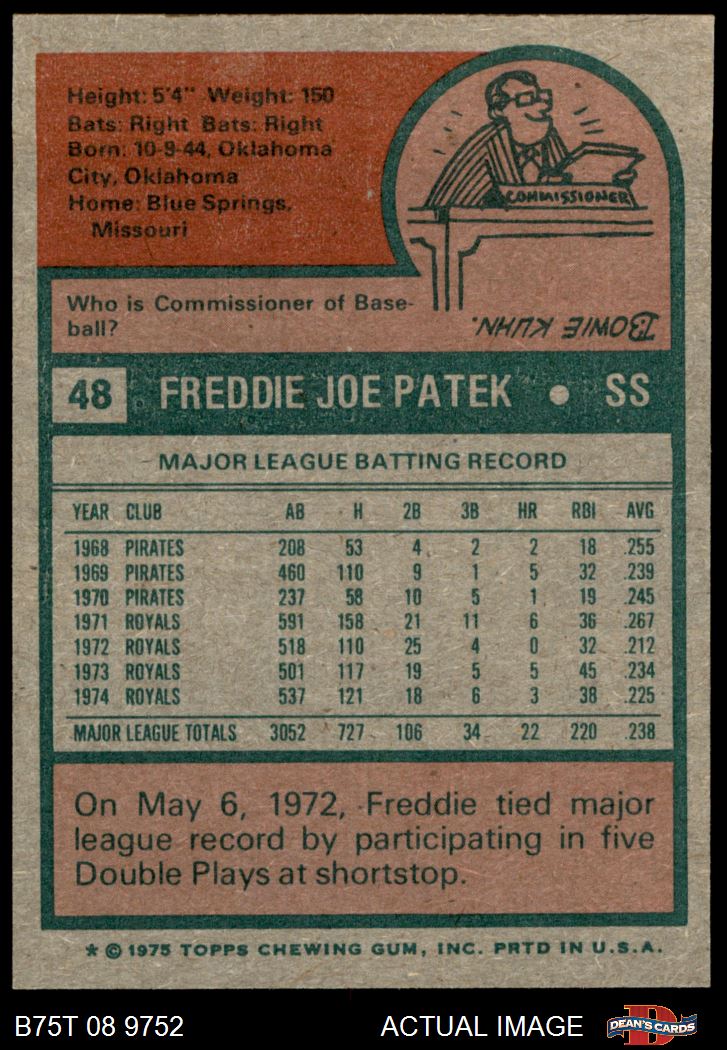 Height: 5'4" Weight: 150
Bats: Right Bats: Right
Born: 10-9-44, Oklahoma
City, Oklahoma
Home: Blue Springs,
Missouri
COMMISSIONER
Who is Commissioner of Base-
ball?
BOWIE KUHN.
48 FREDDIE JOE PATEK • SS
MAJOR LEAGUE BATTING RECORD
YEAR CLUB AB H 2B 3B HR RBI AVG
1968 PIRATES 208 53 4 2 2 18 .255
1969 PIRATES 460 110 9 1 5 32 .239
1970 PIRATES 237 58 10 5 1 19 .245
1971 ROYALS 591 158 21 11 6 36 .267
1972 ROYALS 518 110 25 4 0 32 .212
1973 ROYALS 501 117 19 5 5 45 .234
1974 ROYALS 537 121 18 6 3 38 .225
MAJOR LEAGUE TOTALS 3052 727 106 34 22 220 .238
On May 6, 1972, Freddie tied major
league record by participating in five
Double Plays at shortstop.
* © 1975 TOPPS CHEWING GUM, INC. PRTD IN U.S.A.
B75T 08 9752 ACTUAL IMAGE DEAN'S CARDS